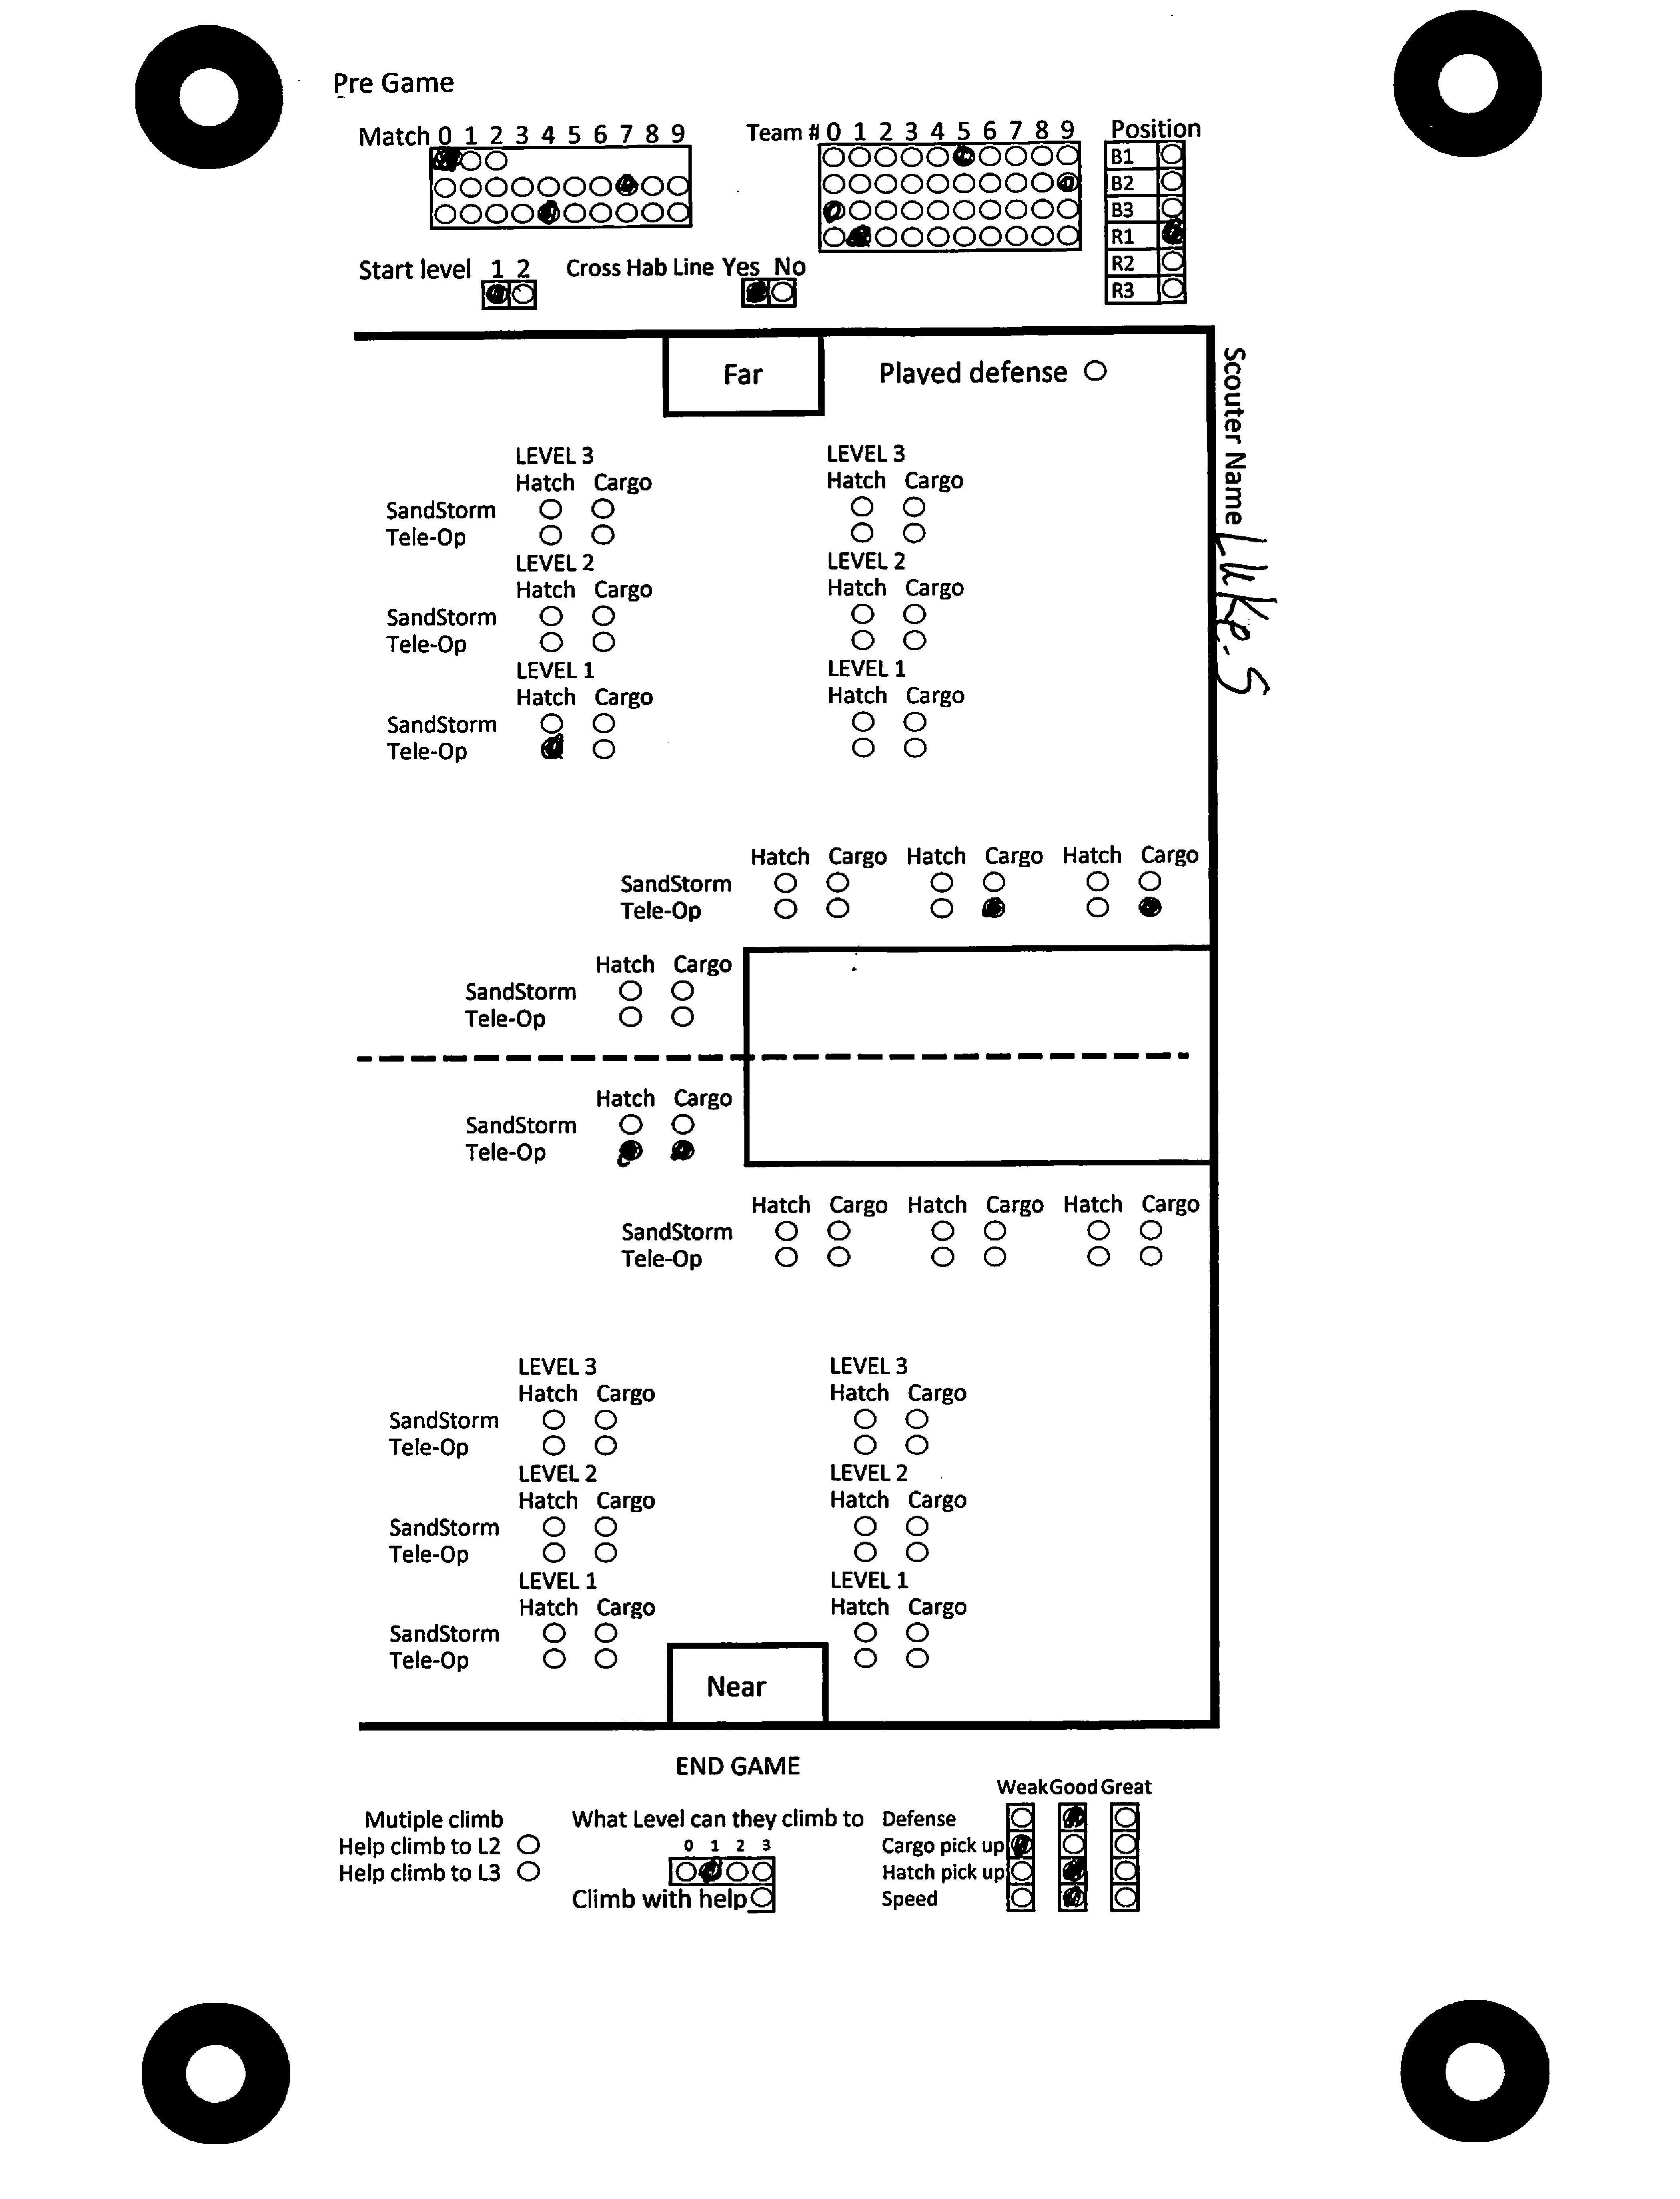 Pre Game
Match 0 1 2 3 4 5 6 7 8 9
Team # 0 1 2 3 4 5 6 7 8 9
Position
B1
B2
B3
R1
R2
R3
Start level 1 2
Cross Hab Line Yes No
Far
Played defense
Scouter Name Luke.S
LEVEL 3 LEVEL 3
Hatch Cargo Hatch Cargo
SandStorm
Tele-Op
LEVEL 2 LEVEL 2
Hatch Cargo Hatch Cargo
SandStorm
Tele-Op
LEVEL 1 LEVEL 1
Hatch Cargo Hatch Cargo
SandStorm
Tele-Op
Hatch Cargo Hatch Cargo Hatch Cargo
SandStorm
Tele-Op
Hatch Cargo
SandStorm
Tele-Op
Hatch Cargo
SandStorm
Tele-Op
Hatch Cargo Hatch Cargo Hatch Cargo
SandStorm
Tele-Op
LEVEL 3 LEVEL 3
Hatch Cargo Hatch Cargo
SandStorm
Tele-Op
LEVEL 2 LEVEL 2
Hatch Cargo Hatch Cargo
SandStorm
Tele-Op
LEVEL 1 LEVEL 1
Hatch Cargo Hatch Cargo
SandStorm
Tele-Op
Near
END GAME
Mutiple climb
Help climb to L2
Help climb to L3
What Level can they climb to
0 1 2 3
Climb with help
Weak Good Great
Defense
Cargo pick up
Hatch pick up
Speed